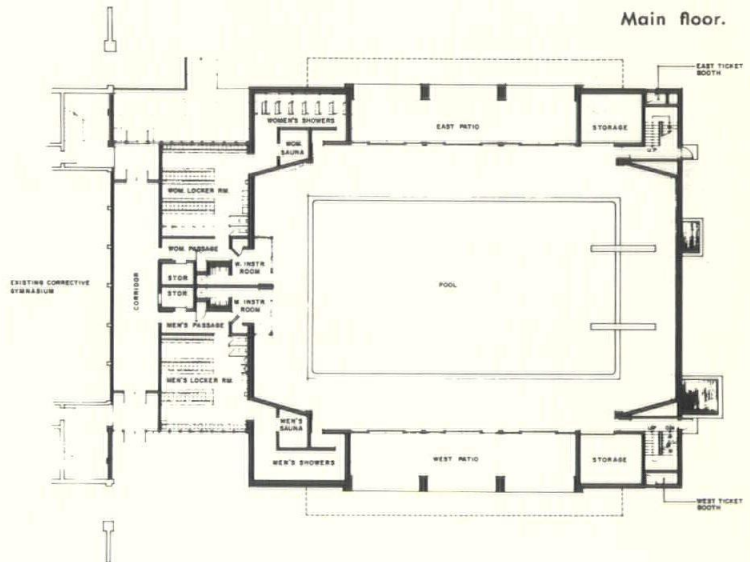 Main floor.
EAST TICKET
BOOTH
WOMEN'S SHOWERS
EAST PATIO
STORAGE
UP
WOM.
SAUNA
WOM. LOCKER RM.
WOM. PASSAGE
W. INSTR
ROOM
STOR
EXISTING CORRECTIVE
GYMNASIUM
CORRIDOR
POOL
STOR
M. INSTR
ROOM
MEN'S PASSAGE
MEN'S LOCKER RM.
MEN'S
SAUNA
MEN'S SHOWERS
WEST PATIO
STORAGE
WEST TICKET
BOOTH